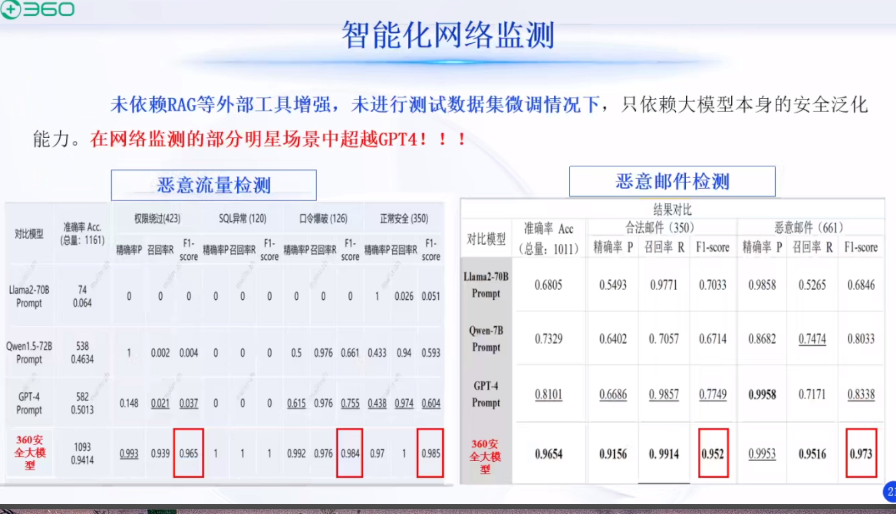 360
智能化网络监测
未依赖RAG等外部工具增强，未进行测试数据集微调情况下，只依赖大模型本身的安全泛化
能力。在网络监测的部分明星场景中超越GPT4！！！
恶意流量检测
对比模型 准确率 Acc. (总量：1161) 权限绕过(423) SQL异常 (120) 口令爆破 (126) 正常安全 (350)
精确率P 召回率R F1-score 精确率P 召回率R F1-score 精确率P 召回率R F1-score 精确率P 召回率R F1-score
Llama2-70B Prompt 74 0.064 0 0 0 0 0 0 0 0 0 1 0.026 0.051
Qwen1.5-72B Prompt 538 0.4634 1 0.002 0.004 0 0 0 0.5 0.976 0.661 0.433 0.94 0.593
GPT-4 Prompt 582 0.5013 0.148 0.021 0.037 0 0 0 0.615 0.976 0.755 0.438 0.974 0.604
360安全大模型 1093 0.9414 0.993 0.939 0.965 1 1 1 0.992 0.976 0.984 0.97 1 0.985
恶意邮件检测
结果对比
对比模型 准确率 Acc (总量：1011) 合法邮件 (350) 恶意邮件 (661)
精确率 P 召回率 R F1-score 精确率 P 召回率 R F1-score
Llama2-70B Prompt 0.6805 0.5493 0.9771 0.7033 0.9858 0.5265 0.6846
Qwen-7B Prompt 0.7329 0.6402 0.7057 0.6714 0.8682 0.7474 0.8033
GPT-4 Prompt 0.8101 0.6686 0.9857 0.7749 0.9958 0.7171 0.8338
360安全大模型 0.9654 0.9156 0.9914 0.952 0.9953 0.9516 0.973